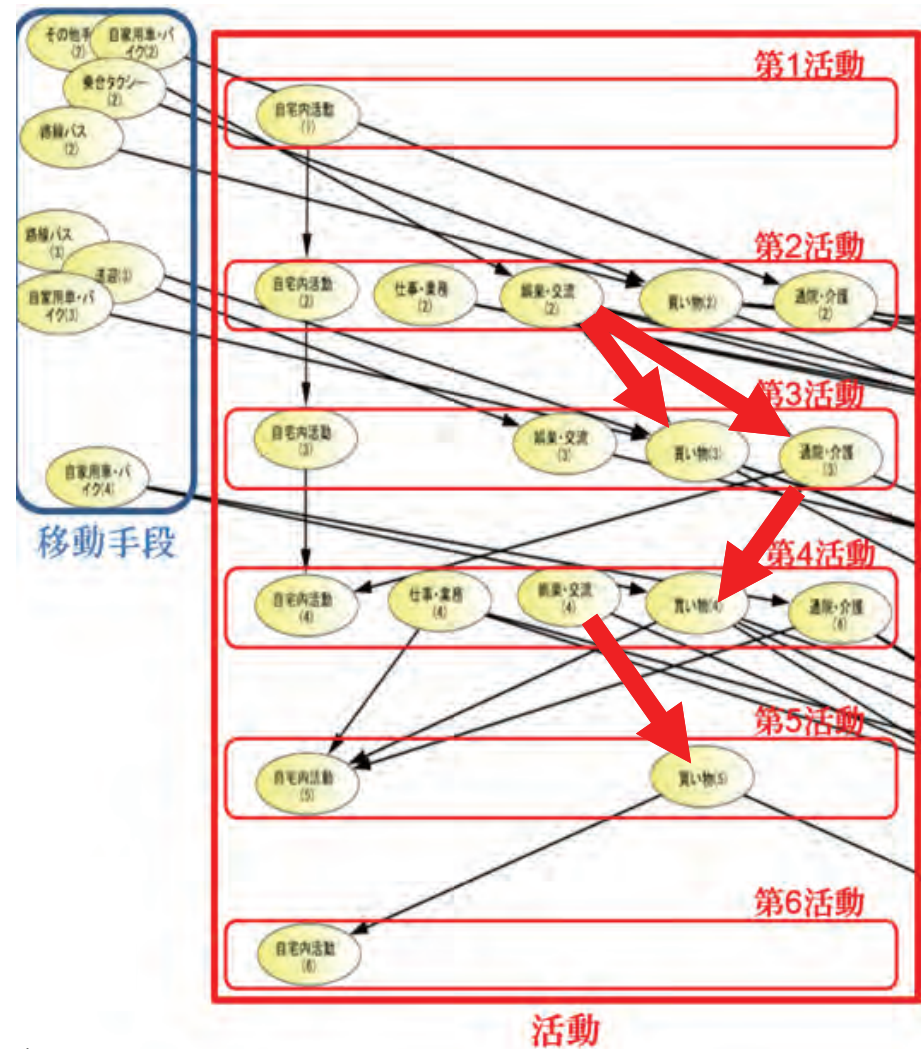 その他手
(2)
自家用車・バ
イク(2)
乗合タクシー
(2)
路線バス
(2)
路線バス
(3)
送迎(3)
自家用車・バ
イク(3)
自家用車・バ
イク(4)
移動手段
第1活動
自宅内活動
(1)
第2活動
自宅内活動
(2)
仕事・業務
(2)
娯楽・交流
(2)
買い物(2)
通院・介護
(2)
第3活動
自宅内活動
(3)
娯楽・交流
(3)
買い物(3)
通院・介護
(3)
第4活動
自宅内活動
(4)
仕事・業務
(4)
娯楽・交流
(4)
買い物(4)
通院・介護
(4)
第5活動
自宅内活動
(5)
買い物(5)
第6活動
自宅内活動
(6)
活動